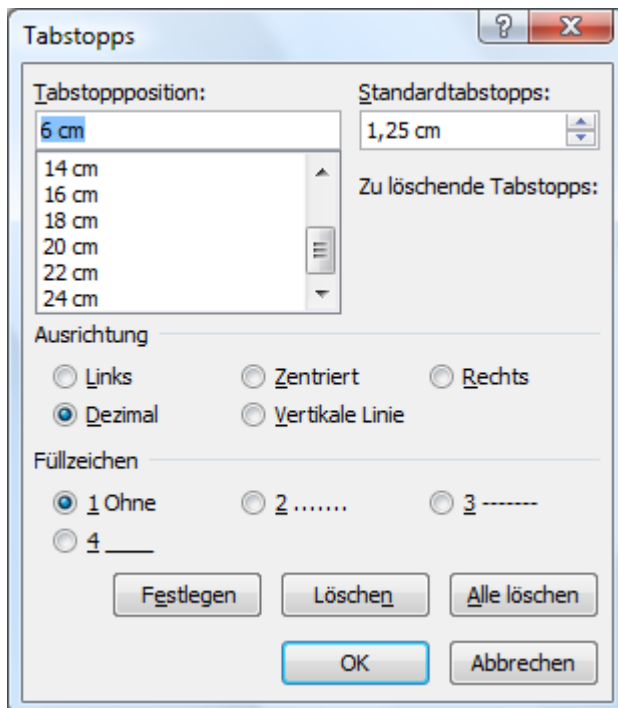 Tabstopps
Tabstoppposition: Standardtabstopps:
6 cm 1,25 cm
14 cm
16 cm
18 cm
20 cm
22 cm
24 cm
Zu löschende Tabstopps:
Ausrichtung
Links Zentriert Rechts
Dezimal Vertikale Linie
Füllzeichen
1 Ohne 2 ....... 3 -------
4 ____
Festlegen Löschen Alle löschen
OK Abbrechen